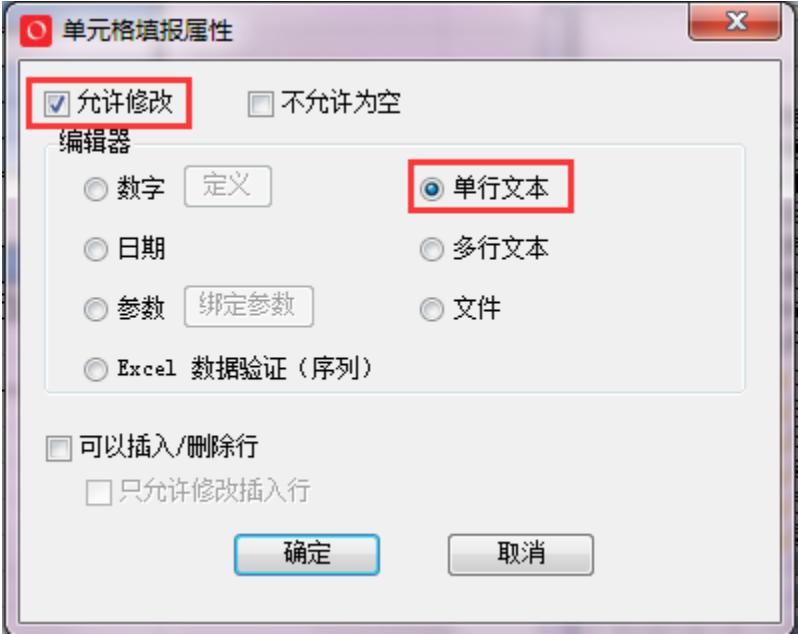 单元格填报属性
允许修改 不允许为空
编辑器
数字 定义 单行文本
日期 多行文本
参数 绑定参数 文件
Excel 数据验证（序列）
可以插入/删除行
只允许修改插入行
确定 取消